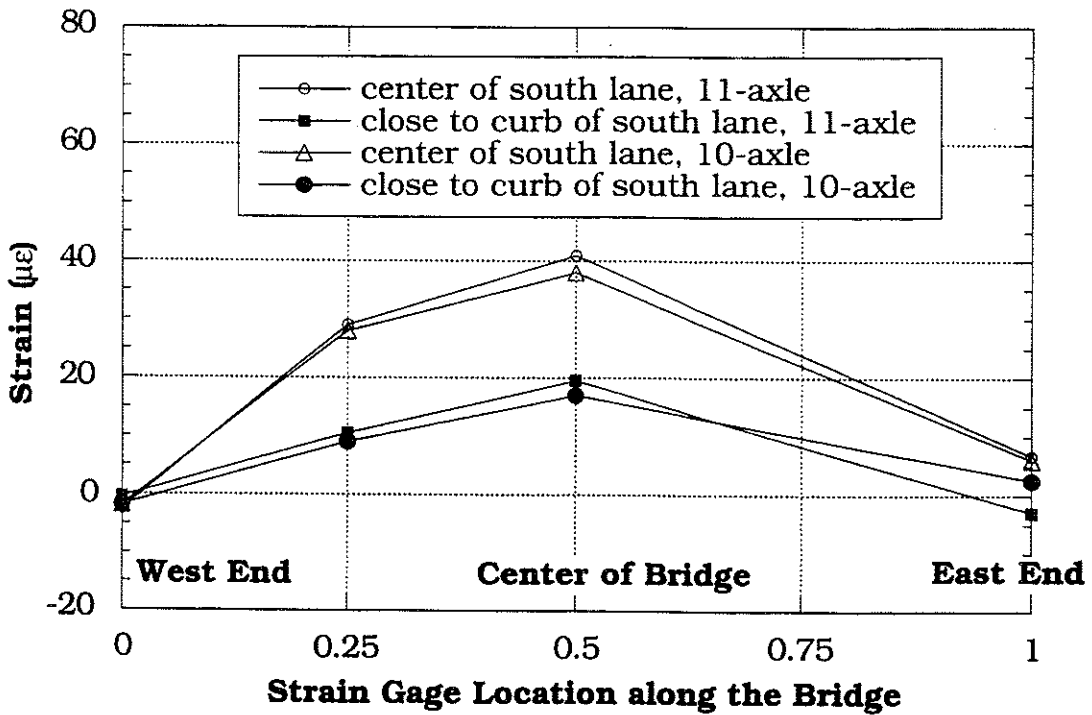 80
60
40
20
0
-20
Strain (µε)
center of south lane, 11-axle
close to curb of south lane, 11-axle
center of south lane, 10-axle
close to curb of south lane, 10-axle
West End
Center of Bridge
East End
0
0.25
0.5
0.75
1
Strain Gage Location along the Bridge